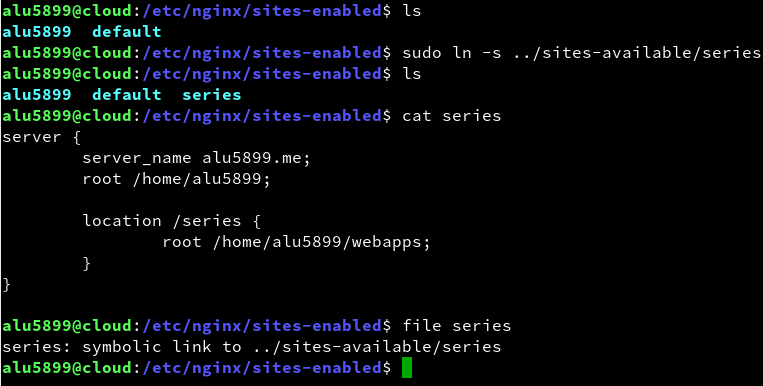 alu5899@cloud:/etc/nginx/sites-enabled$ ls
alu5899  default
alu5899@cloud:/etc/nginx/sites-enabled$ sudo ln -s ../sites-available/series
alu5899@cloud:/etc/nginx/sites-enabled$ ls
alu5899  default  series
alu5899@cloud:/etc/nginx/sites-enabled$ cat series
server {
        server_name alu5899.me;
        root /home/alu5899;

        location /series {
                root /home/alu5899/webapps;
        }
}

alu5899@cloud:/etc/nginx/sites-enabled$ file series
series: symbolic link to ../sites-available/series
alu5899@cloud:/etc/nginx/sites-enabled$